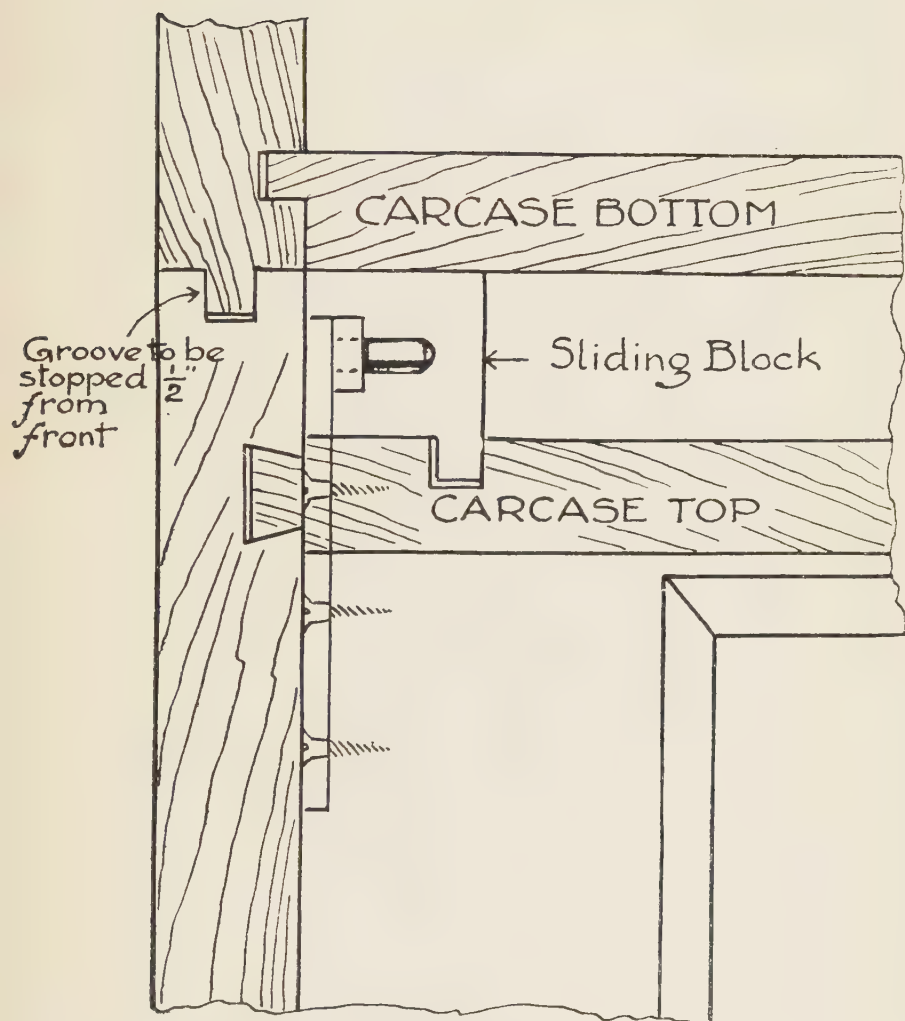 CARCASE BOTTOM
Groove to be
stopped 1/2"
from
front
Sliding Block
CARCASE TOP